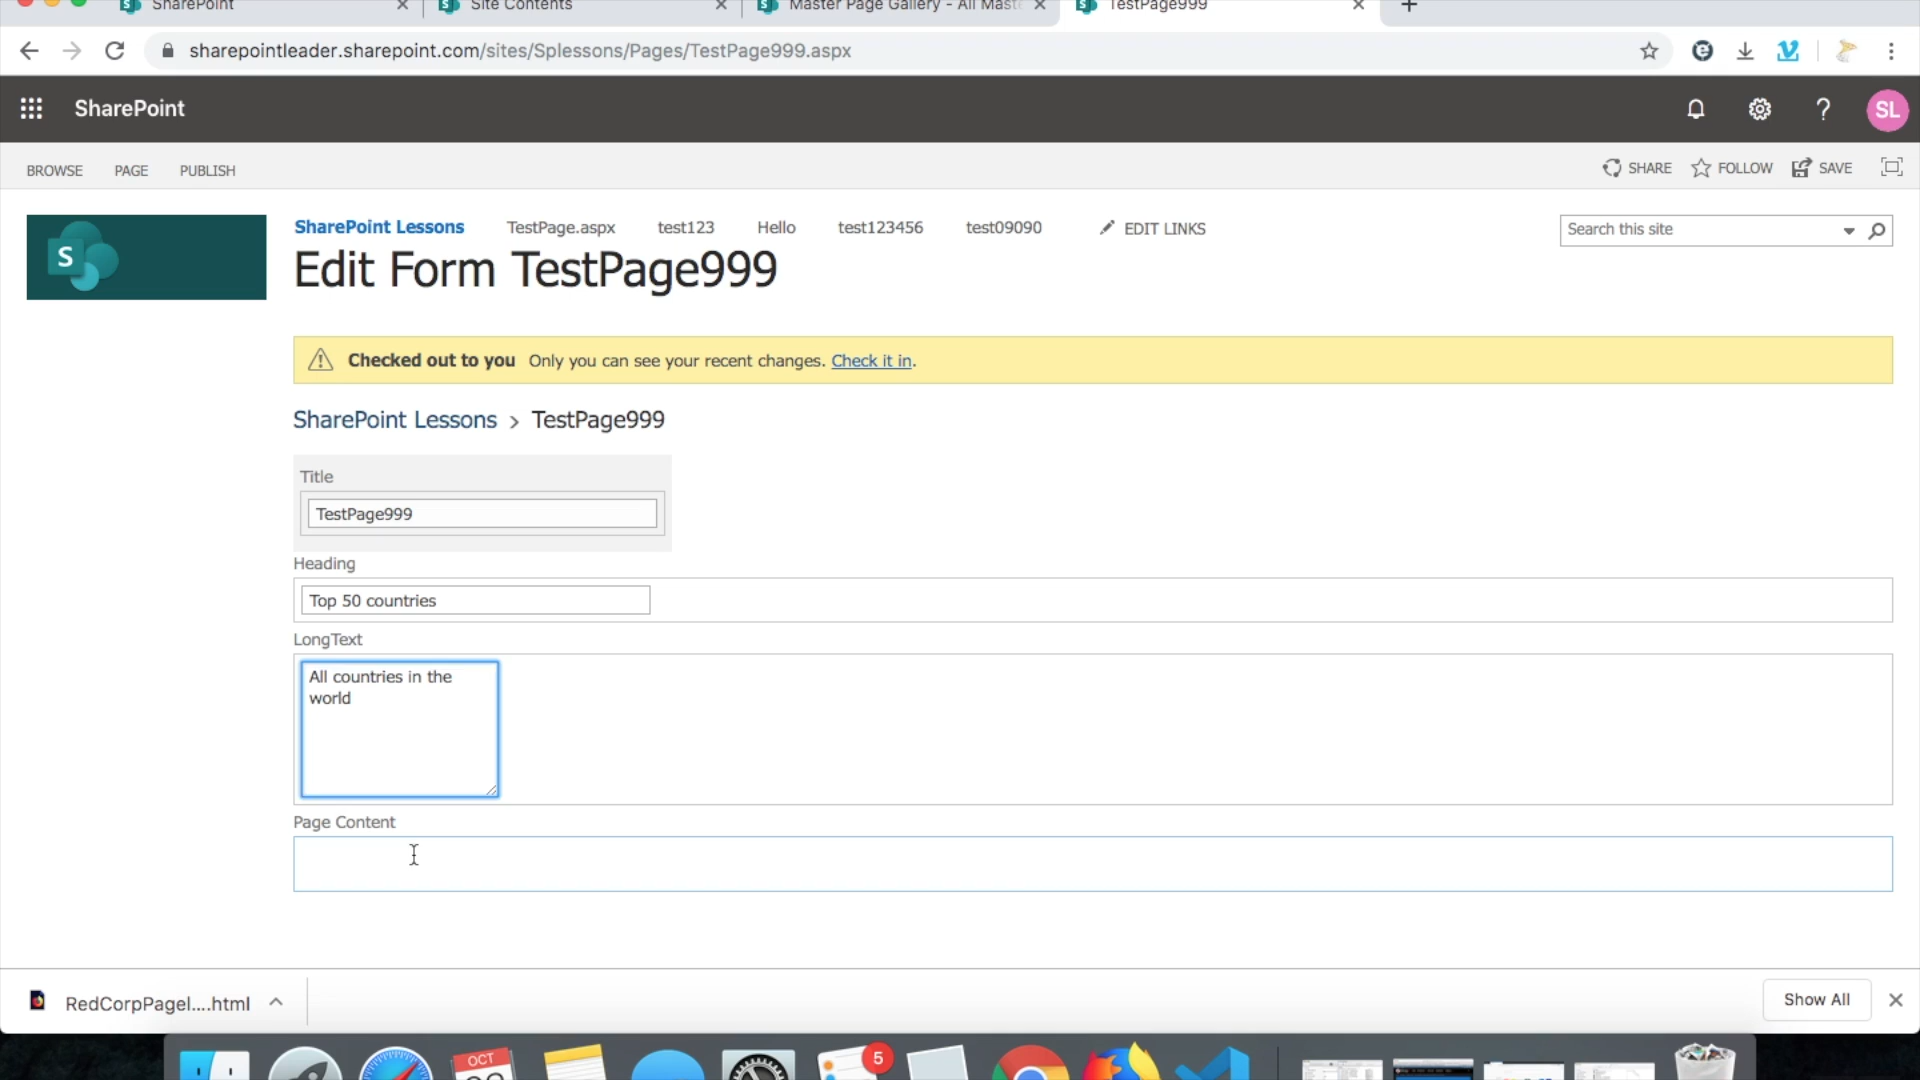 SharePoint
Site Contents
Master Page Gallery - All Mast
TestPage999
sharepointleader.sharepoint.com/sites/Splessons/Pages/TestPage999.aspx
SharePoint
?
SL
BROWSE
PAGE
PUBLISH
SHARE
FOLLOW
SAVE
S
SharePoint Lessons
TestPage.aspx
test123
Hello
test123456
test09090
EDIT LINKS
Search this site
Edit Form TestPage999
Checked out to you Only you can see your recent changes. Check it in.
SharePoint Lessons > TestPage999
Title
TestPage999
Heading
Top 50 countries
LongText
All countries in the
world
Page Content
RedCorpPagel....html
Show All
OCT
5